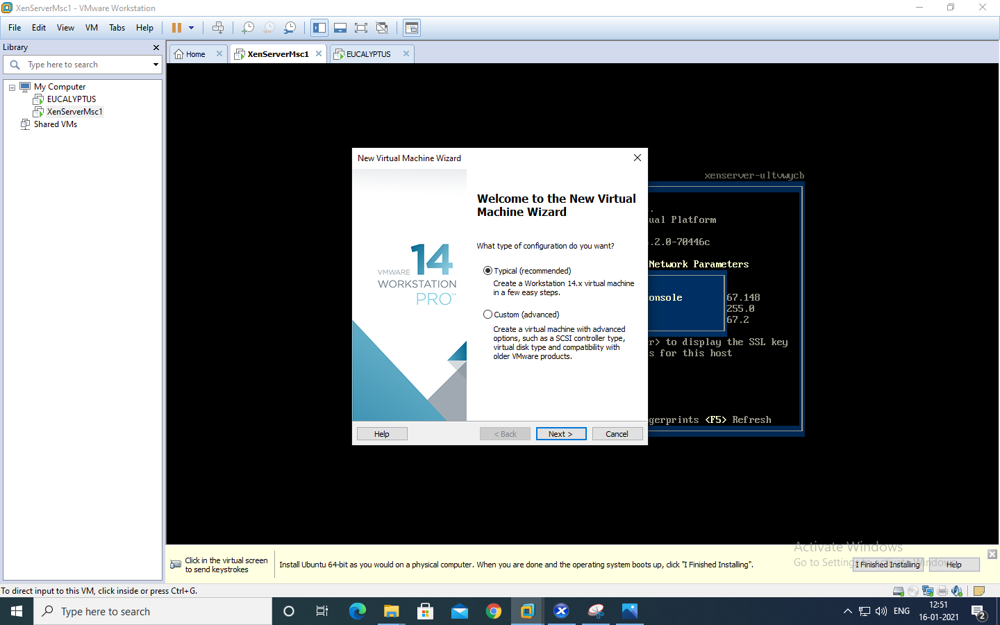 XenServerMsc1 - VMware Workstation
File Edit View VM Tabs Help
Library
Type here to search
My Computer
EUCALYPTUS
XenServerMsc1
Shared VMs
Home
XenServerMsc1
EUCALYPTUS
New Virtual Machine Wizard
VMWARE 14
WORKSTATION
PRO™
Welcome to the New Virtual
Machine Wizard
What type of configuration do you want?
Typical (recommended)
Create a Workstation 14.x virtual machine
in a few easy steps.
Custom (advanced)
Create a virtual machine with advanced
options, such as a SCSI controller type,
virtual disk type and compatibility with
older VMware products.
Help
< Back
Next >
Cancel
xenserver-ultvwycb
ual Platform
.2.0-70446c
Network Parameters
onsole
67.148
255.0
67.2
r> to display the SSL key
s for this host
gerprints <F5> Refresh
Click in the virtual screen
to send keystrokes
Install Ubuntu 64-bit as you would on a physical computer. When you are done and the operating system boots up, click "I Finished Installing".
I Finished Installing
Help
Activate Windows
Go to Settings to activate Windows.
To direct input to this VM, click inside or press Ctrl+G.
Type here to search
ENG
12:51
16-01-2021
2